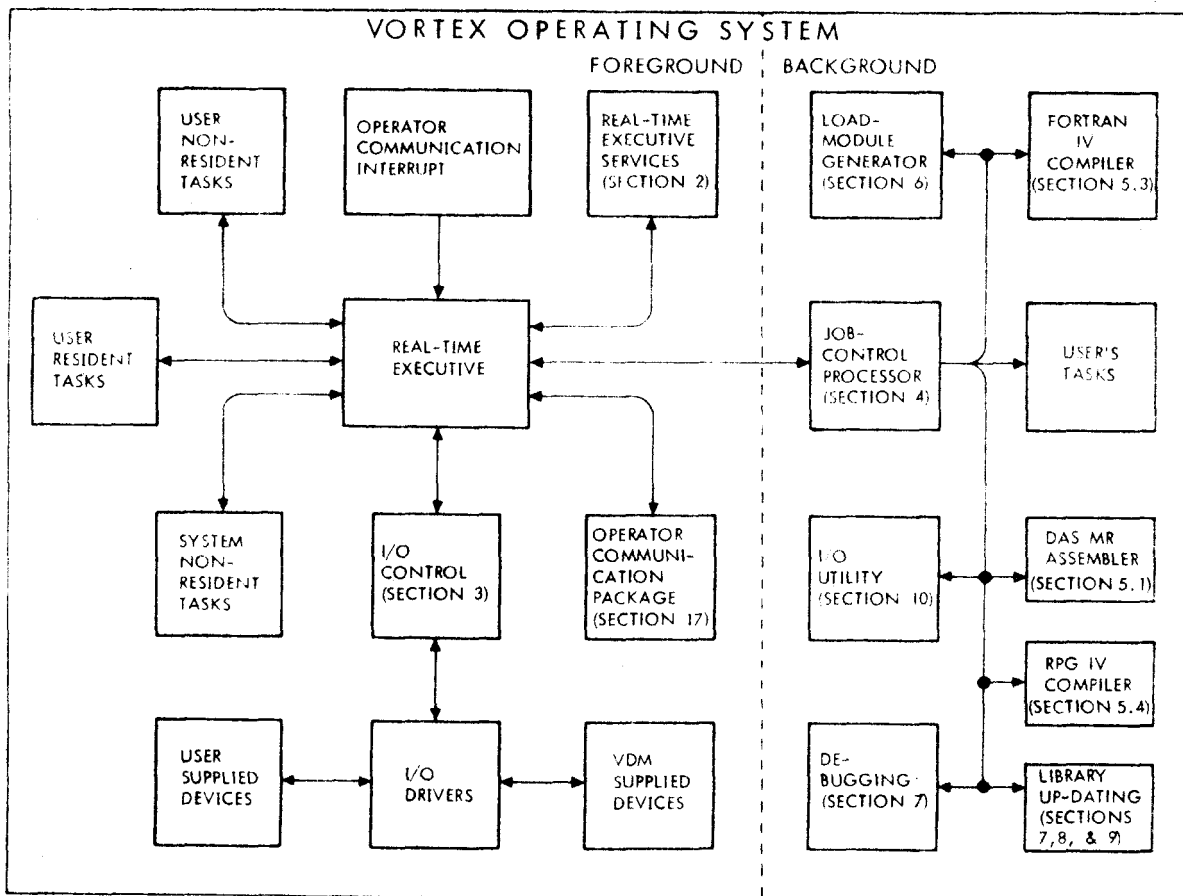 VORTEX OPERATING SYSTEM
FOREGROUND
BACKGROUND
USER
NON-
RESIDENT
TASKS
OPERATOR
COMMUNICATION
INTERRUPT
REAL-TIME
EXECUTIVE
SERVICES
(SECTION 2)
LOAD-
MODULE
GENERATOR
(SECTION 6)
FORTRAN
IV
COMPILER
(SECTION 5.3)
USER
RESIDENT
TASKS
REAL-TIME
EXECUTIVE
JOB-
CONTROL
PROCESSOR
(SECTION 4)
USER'S
TASKS
SYSTEM
NON-
RESIDENT
TASKS
I/O
CONTROL
(SECTION 3)
OPERATOR
COMMUNI-
CATION
PACKAGE
(SECTION 17)
I/O
UTILITY
(SECTION 10)
DAS MR
ASSEMBLER
(SECTION 5.1)
RPG IV
COMPILER
(SECTION 5.4)
USER
SUPPLIED
DEVICES
I/O
DRIVERS
VDM
SUPPLIED
DEVICES
DE-
BUGGING
(SECTION 7)
LIBRARY
UP-DATING
(SECTIONS
7,8, & 9)